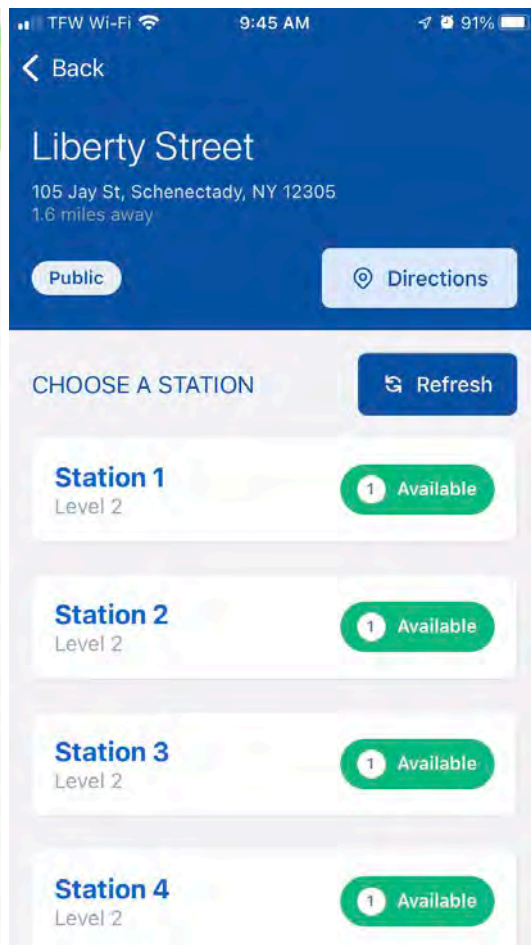 TFW Wi-Fi 9:45 AM 91%
Back
Liberty Street
105 Jay St, Schenectady, NY 12305
1.6 miles away
Public Directions
CHOOSE A STATION Refresh
Station 1
Level 2
1 Available
Station 2
Level 2
1 Available
Station 3
Level 2
1 Available
Station 4
Level 2
1 Available